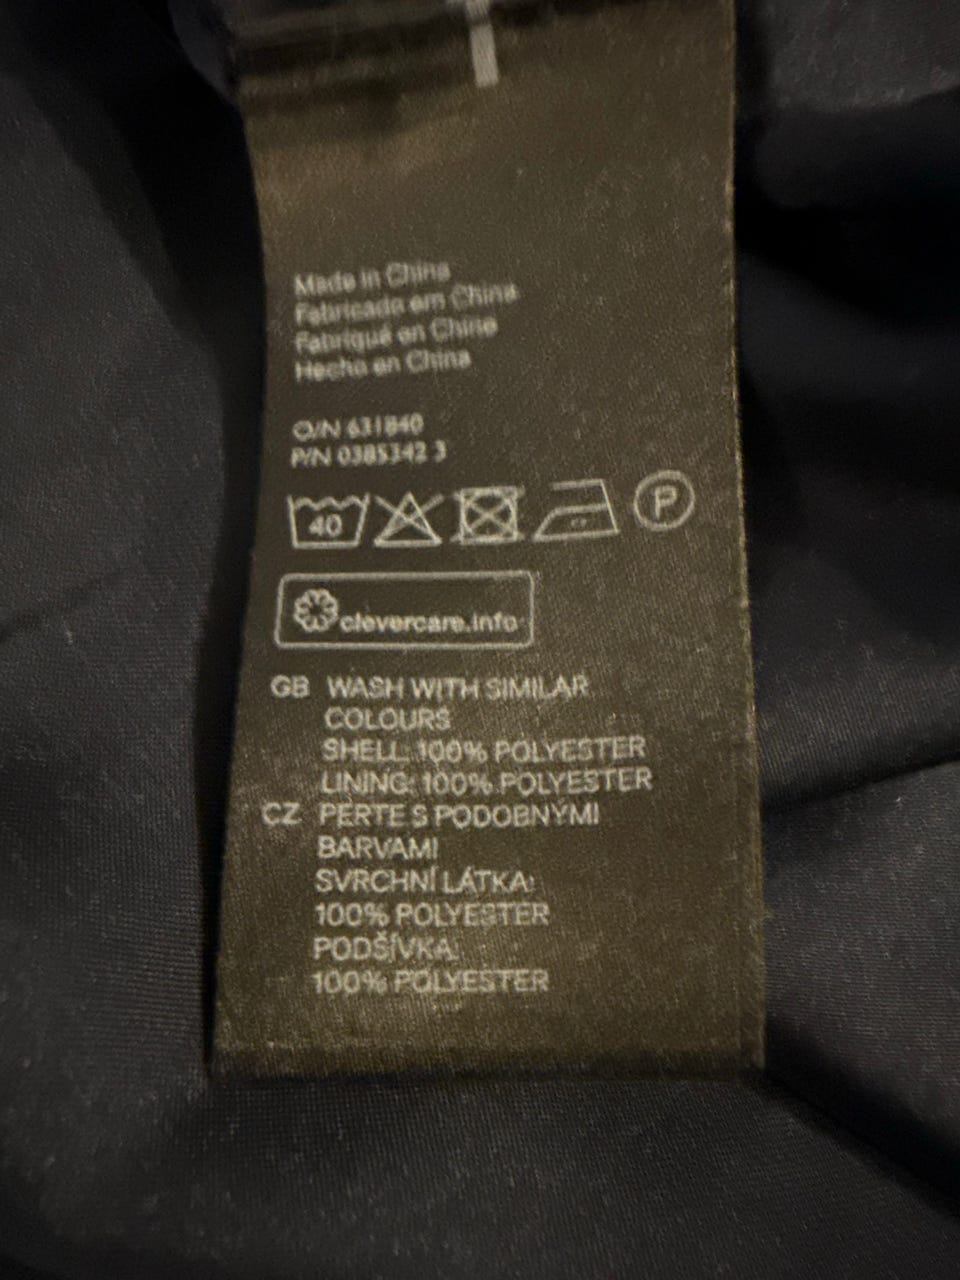 Made in China
Fabricado em China
Fabriqué en Chine
Hecho en China
O/N 631840
P/N 0385342 3
40 P
clevercare.info
GB WASH WITH SIMILAR
COLOURS
SHELL: 100% POLYESTER
LINING: 100% POLYESTER
CZ PERTE S PODOBNÝMI
BARVAMI
SVRCHNÍ LÁTKA:
100% POLYESTER
PODŠÍVKA:
100% POLYESTER